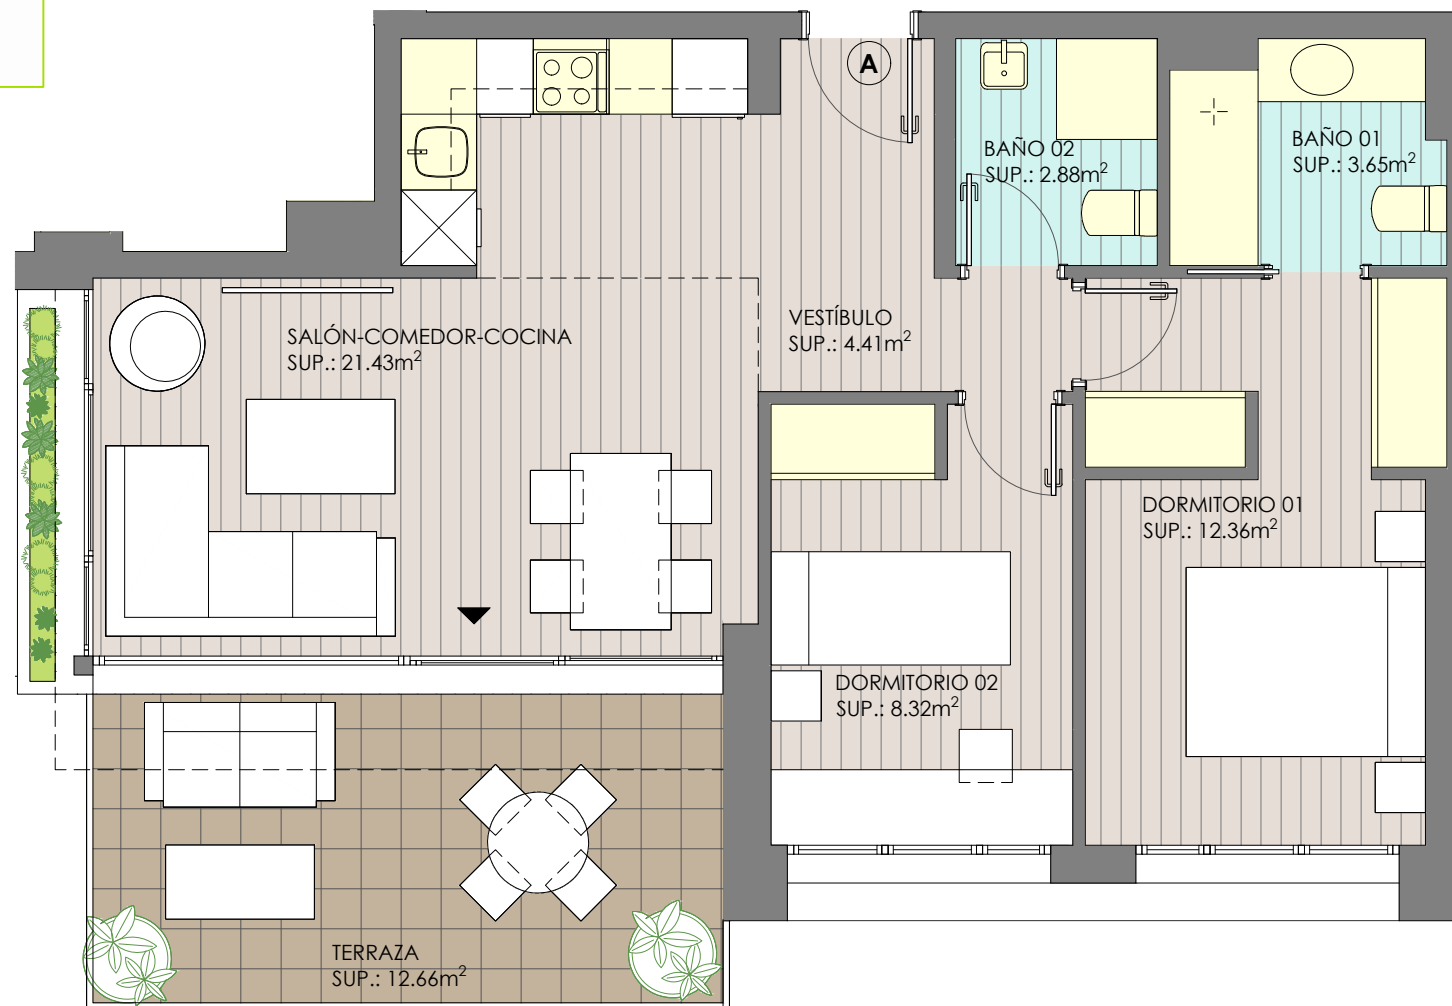 A
BAÑO 02
SUP.: 2.88m²
BAÑO 01
SUP.: 3.65m²
SALÓN-COMEDOR-COCINA
SUP.: 21.43m²
VESTÍBULO
SUP.: 4.41m²
DORMITORIO 01
SUP.: 12.36m²
DORMITORIO 02
SUP.: 8.32m²
TERRAZA
SUP.: 12.66m²